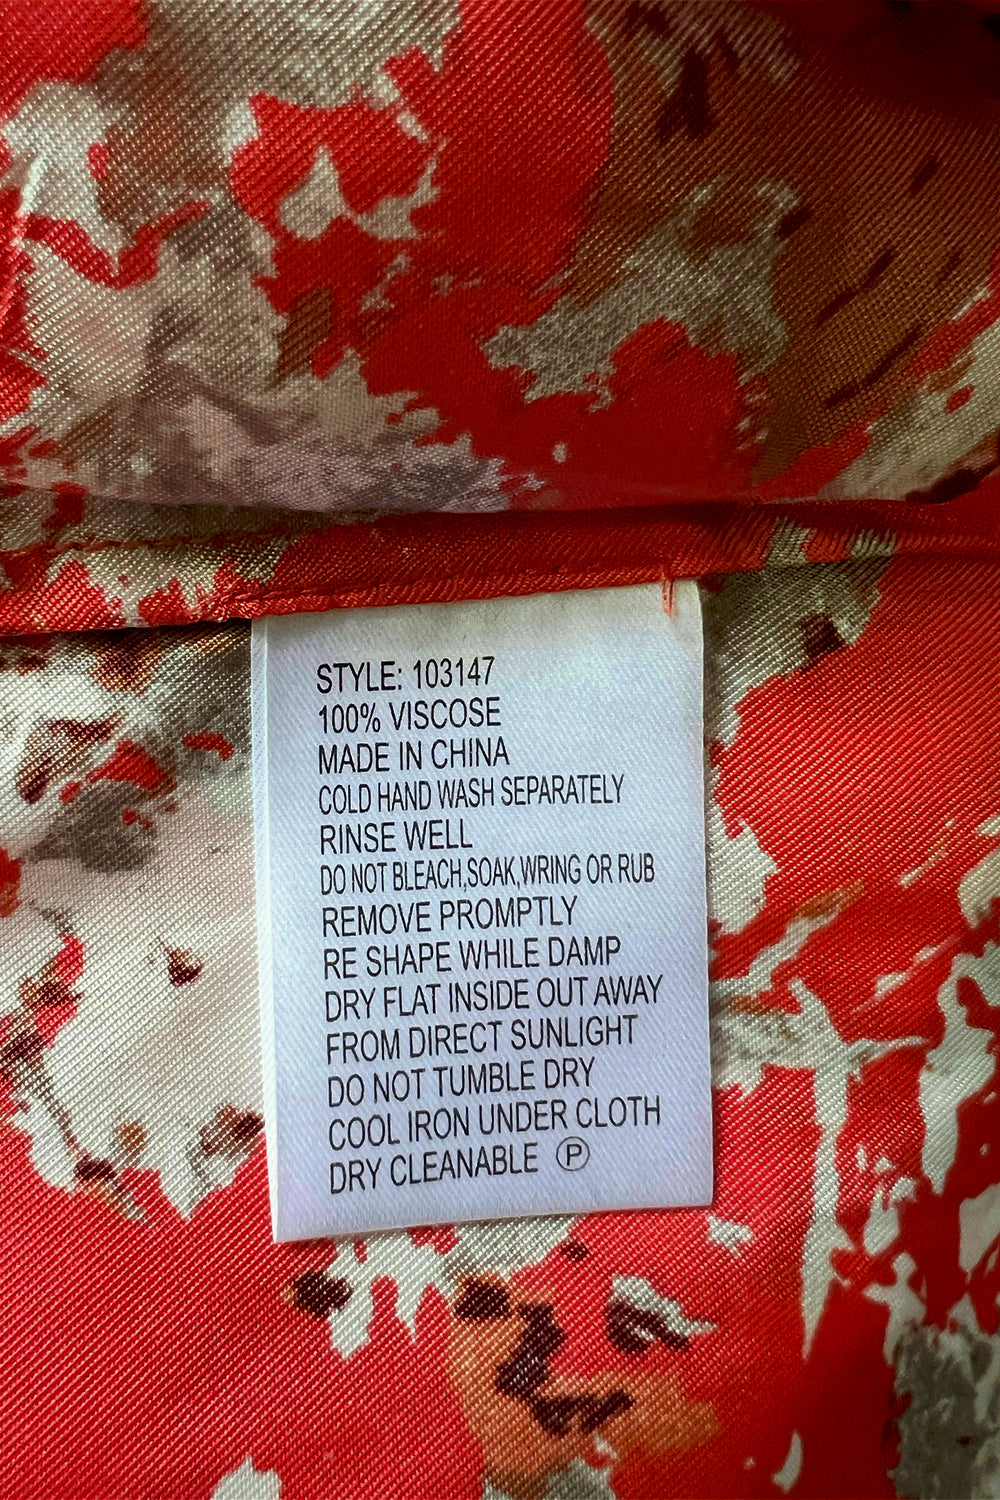 STYLE: 103147
100% VISCOSE
MADE IN CHINA
COLD HAND WASH SEPARATELY
RINSE WELL
DO NOT BLEACH,SOAK,WRING OR RUB
REMOVE PROMPTLY
RE SHAPE WHILE DAMP
DRY FLAT INSIDE OUT AWAY
FROM DIRECT SUNLIGHT
DO NOT TUMBLE DRY
COOL IRON UNDER CLOTH
DRY CLEANABLE Ⓟ